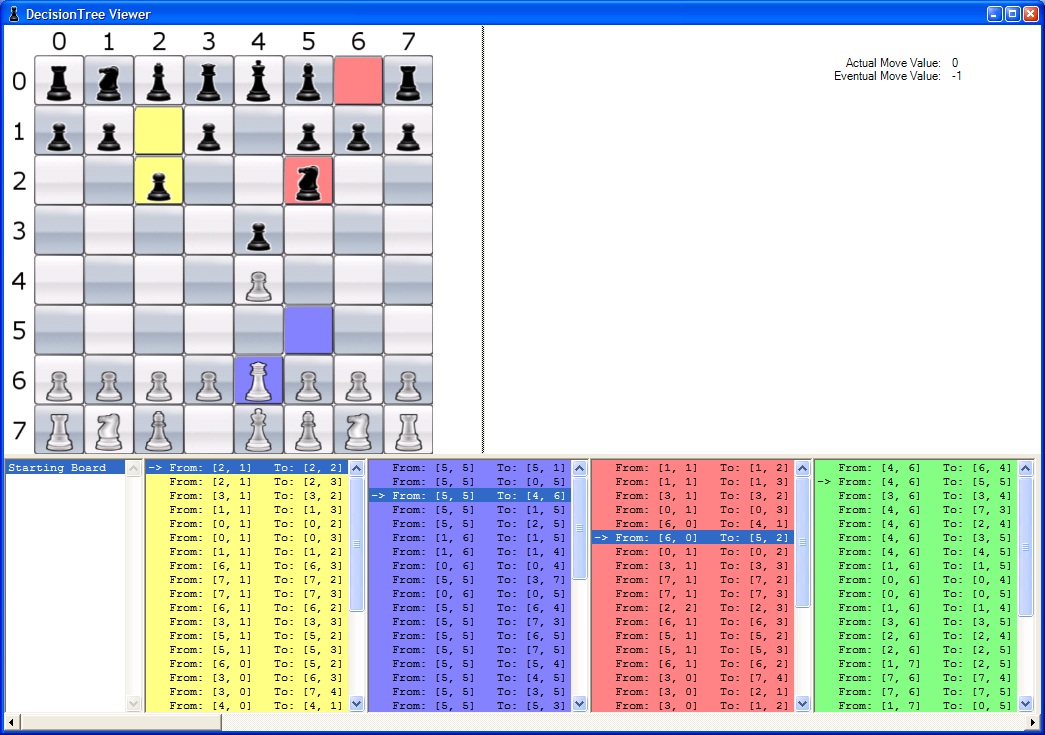 DecisionTree Viewer
0 1 2 3 4 5 6 7
0
1
2
3
4
5
6
7
Actual Move Value: 0
Eventual Move Value: -1
Starting Board
-> From: [2, 1] To: [2, 2]
From: [2, 1] To: [2, 3]
From: [3, 1] To: [3, 2]
From: [1, 1] To: [1, 3]
From: [0, 1] To: [0, 2]
From: [0, 1] To: [0, 3]
From: [1, 1] To: [1, 2]
From: [6, 1] To: [6, 3]
From: [7, 1] To: [7, 2]
From: [7, 1] To: [7, 3]
From: [6, 1] To: [6, 2]
From: [3, 1] To: [3, 3]
From: [5, 1] To: [5, 2]
From: [5, 1] To: [5, 3]
From: [6, 0] To: [5, 2]
From: [3, 0] To: [6, 3]
From: [3, 0] To: [7, 4]
From: [4, 0] To: [4, 1]
From: [5, 5] To: [5, 1]
From: [5, 5] To: [0, 5]
-> From: [5, 5] To: [4, 6]
From: [5, 5] To: [1, 5]
From: [5, 5] To: [2, 5]
From: [1, 6] To: [1, 5]
From: [1, 6] To: [1, 4]
From: [0, 6] To: [0, 4]
From: [5, 5] To: [3, 7]
From: [0, 6] To: [0, 5]
From: [5, 5] To: [6, 4]
From: [5, 5] To: [7, 3]
From: [5, 5] To: [6, 5]
From: [5, 5] To: [7, 5]
From: [5, 5] To: [5, 4]
From: [5, 5] To: [4, 5]
From: [5, 5] To: [3, 5]
From: [5, 5] To: [5, 3]
From: [1, 1] To: [1, 2]
From: [1, 1] To: [1, 3]
From: [3, 1] To: [3, 2]
From: [0, 1] To: [0, 3]
From: [6, 0] To: [4, 1]
-> From: [6, 0] To: [5, 2]
From: [0, 1] To: [0, 2]
From: [3, 1] To: [3, 3]
From: [7, 1] To: [7, 2]
From: [7, 1] To: [7, 3]
From: [2, 2] To: [2, 3]
From: [6, 1] To: [6, 3]
From: [5, 1] To: [5, 2]
From: [5, 1] To: [5, 3]
From: [6, 1] To: [6, 2]
From: [3, 0] To: [7, 4]
From: [3, 0] To: [2, 1]
From: [3, 0] To: [1, 2]
From: [4, 6] To: [6, 4]
-> From: [4, 6] To: [5, 5]
From: [3, 6] To: [3, 4]
From: [4, 6] To: [7, 3]
From: [4, 6] To: [2, 4]
From: [4, 6] To: [3, 5]
From: [4, 6] To: [4, 5]
From: [1, 6] To: [1, 5]
From: [0, 6] To: [0, 4]
From: [0, 6] To: [0, 5]
From: [1, 6] To: [1, 4]
From: [3, 6] To: [3, 5]
From: [2, 6] To: [2, 4]
From: [2, 6] To: [2, 5]
From: [1, 7] To: [2, 5]
From: [7, 6] To: [7, 4]
From: [7, 6] To: [7, 5]
From: [1, 7] To: [0, 5]